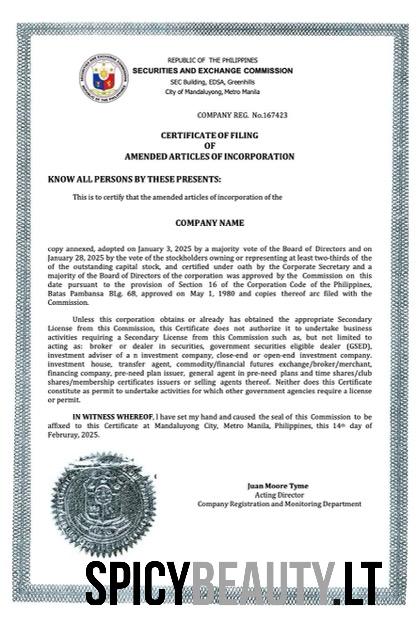 REPUBLIC OF THE PHILIPPINES
SECURITIES AND EXCHANGE COMMISSION
SEC Building, EDSA, Greenhills
City of Mandaluyong, Metro Manila
COMPANY REG. No.167423
CERTIFICATE OF FILING
OF
AMENDED ARTICLES OF INCORPORATION
KNOW ALL PERSONS BY THESE PRESENTS:
This is to certify that the amended articles of incorporation of the
COMPANY NAME
copy annexed, adopted on January 3, 2025 by a majority vote of the Board of Directors and on
January 28, 2025 by the vote of the stockholders owning or representing at least two-thirds of the
of the outstanding capital stock, and certified under oath by the Corporate Secretary and a
majority of the Board of Directors of the corporation was approved by the Commission on this
date pursuant to the provision of Section 16 of the Corporation Code of the Philippines,
Batas Pambansa BLg. 68, approved on May 1, 1980 and copies thereof arc filed with the
Commission.
Unless this corporation obtains or already has obtained the appropriate Secondary
License from this Commission, this Certificate does not authorize it to undertake business
activities requiring a Secondary License from this Commission such as, but not limited to
acting as: broker or dealer in securities, government securities eligible dealer (GSED),
investment adviser of a n investment company, close-end or open-end investment company.
investment house, transfer agent, commodity/financial futures exchange/broker/merchant,
financing company, pre-need plan issuer, general agent in pre-need plans and time shares/club
shares/membership certificates issuers or selling agents thereof. Neither does this Certificate
constitute as permit to undertake activities for which other government agencies require a license
or permit.
IN WITNESS WHEREOF, I have set my hand and caused the seal of this Commission to be
affixed to this Certificate at Mandaluyong City, Metro Manila, Philippines, this 14th day of
Februray, 2025.
Juan Moore Tyme
Acting Director
Company Registration and Monitoring Department
SPICYBEAUTY.LT